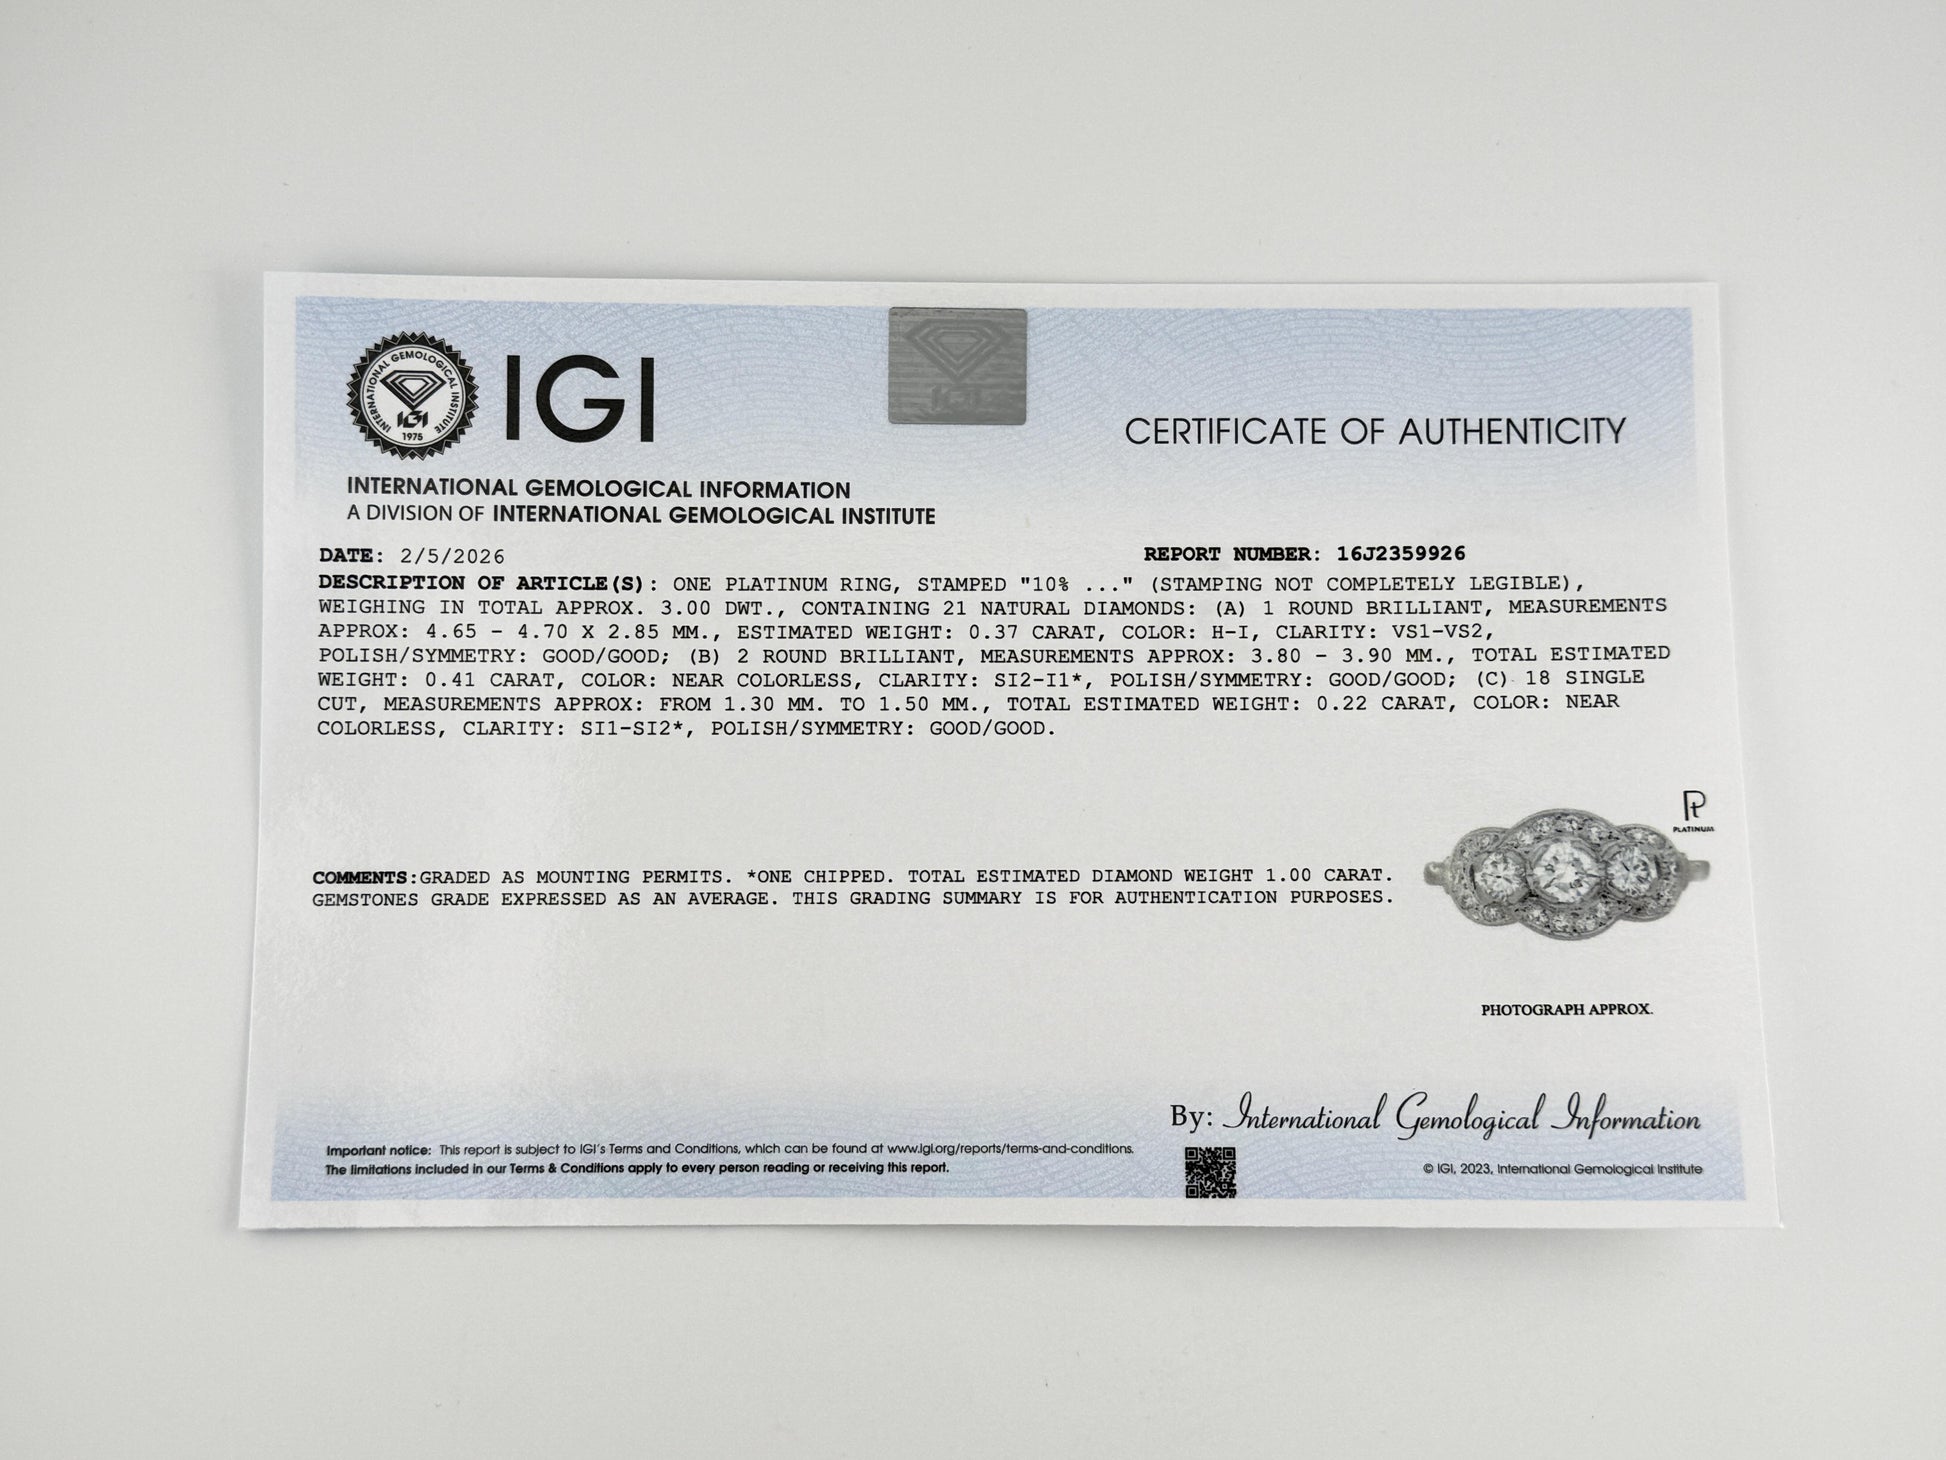 INTERNATIONAL GEMOLOGICAL INSTITUTE
IGI
1975
IGI
IGI
CERTIFICATE OF AUTHENTICITY
INTERNATIONAL GEMOLOGICAL INFORMATION
A DIVISION OF INTERNATIONAL GEMOLOGICAL INSTITUTE
DATE: 2/5/2026
REPORT NUMBER: 16J2359926
DESCRIPTION OF ARTICLE(S): ONE PLATINUM RING, STAMPED "10% ..." (STAMPING NOT COMPLETELY LEGIBLE),
WEIGHING IN TOTAL APPROX. 3.00 DWT., CONTAINING 21 NATURAL DIAMONDS: (A) 1 ROUND BRILLIANT, MEASUREMENTS
APPROX: 4.65 - 4.70 X 2.85 MM., ESTIMATED WEIGHT: 0.37 CARAT, COLOR: H-I, CLARITY: VS1-VS2,
POLISH/SYMMETRY: GOOD/GOOD; (B) 2 ROUND BRILLIANT, MEASUREMENTS APPROX: 3.80 - 3.90 MM., TOTAL ESTIMATED
WEIGHT: 0.41 CARAT, COLOR: NEAR COLORLESS, CLARITY: SI2-I1*, POLISH/SYMMETRY: GOOD/GOOD; (C) 18 SINGLE
CUT, MEASUREMENTS APPROX: FROM 1.30 MM. TO 1.50 MM., TOTAL ESTIMATED WEIGHT: 0.22 CARAT, COLOR: NEAR
COLORLESS, CLARITY: SI1-SI2*, POLISH/SYMMETRY: GOOD/GOOD.
Pt
PLATINUM
COMMENTS:GRADED AS MOUNTING PERMITS. *ONE CHIPPED. TOTAL ESTIMATED DIAMOND WEIGHT 1.00 CARAT.
GEMSTONES GRADE EXPRESSED AS AN AVERAGE. THIS GRADING SUMMARY IS FOR AUTHENTICATION PURPOSES.
PHOTOGRAPH APPROX.
By: International Gemological Information
Important notice: This report is subject to IGI's Terms and Conditions, which can be found at www.igi.org/reports/terms-and-conditions.
The limitations included in our Terms & Conditions apply to every person reading or receiving this report.
© IGI, 2023, International Gemological Institute